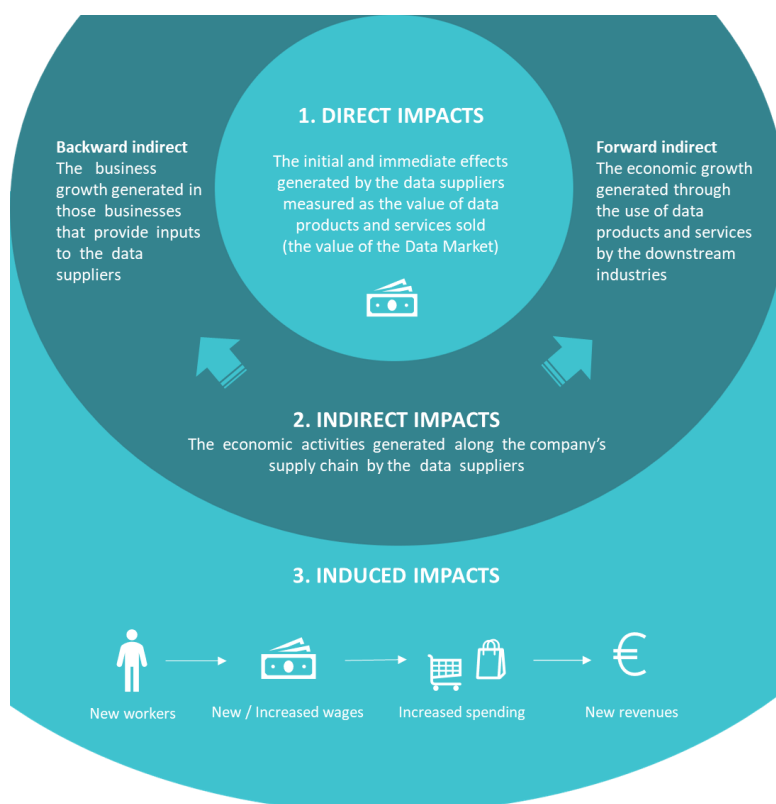 1. DIRECT IMPACTS
The initial and immediate effects
generated by the data suppliers
measured as the value of data
products and services sold
(the value of the Data Market)
Backward indirect
The business
growth generated in
those businesses
that provide inputs
to the data
suppliers
Forward indirect
The economic growth
generated through
the use of data
products and services
by the downstream
industries
2. INDIRECT IMPACTS
The economic activities generated along the company's
supply chain by the data suppliers
3. INDUCED IMPACTS
€
New workers
New / Increased wages
Increased spending
New revenues